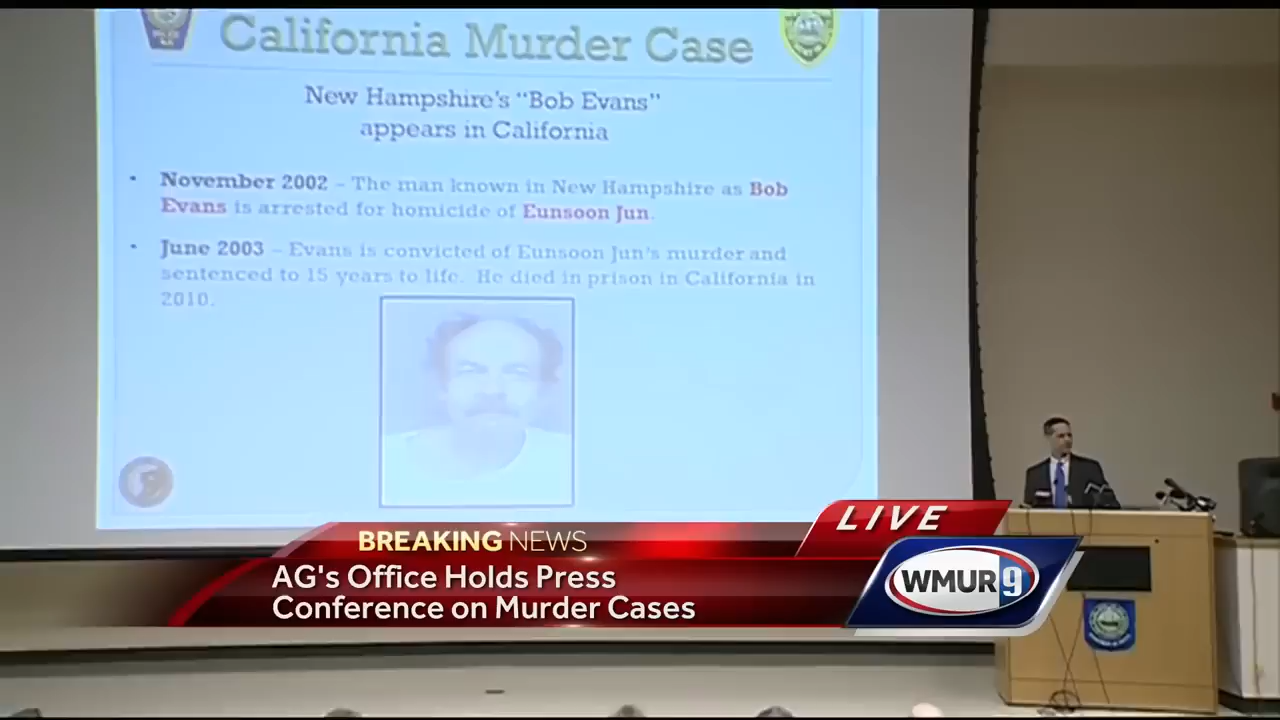 California Murder Case
New Hampshire's "Bob Evans"
appears in California
• November 2002 – The man known in New Hampshire as Bob
Evans is arrested for homicide of Eunsoon Jun.
• June 2003 – Evans is convicted of Eunsoon Jun's murder and
sentenced to 15 years to life. He died in prison in California in
2010.
LIVE
BREAKING NEWS
AG's Office Holds Press
Conference on Murder Cases
WMUR 9